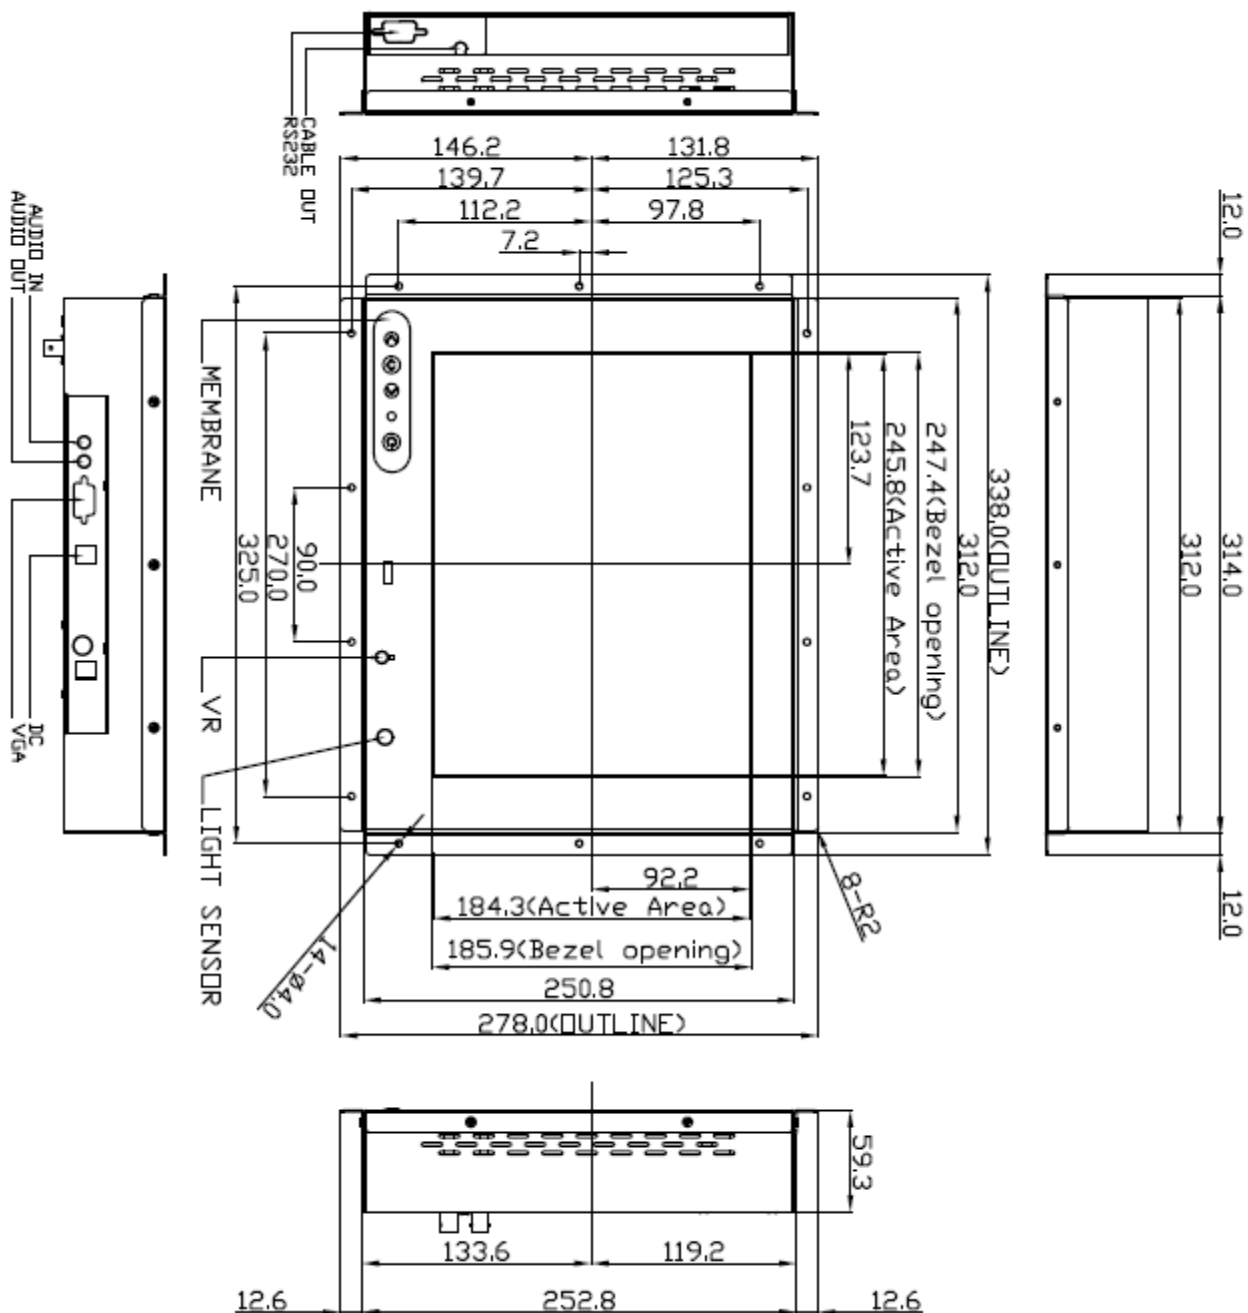 CABLE OUT
RS232
146.2
131.8
139.7
125.3
112.2
97.8
7.2
12.0
AUDIO IN
AUDIO OUT
MEMBRANE
90.0
270.0
325.0
123.7
245.8(Active Area)
247.4(Bezel opening)
312.0
338.0(OUTLINE)
312.0
314.0
DC
VGA
VR
LIGHT SENSOR
14-ø4.0
92.2
184.3(Active Area)
185.9(Bezel opening)
250.8
278.0(OUTLINE)
8-R2
12.0
59.3
133.6
119.2
12.6
252.8
12.6